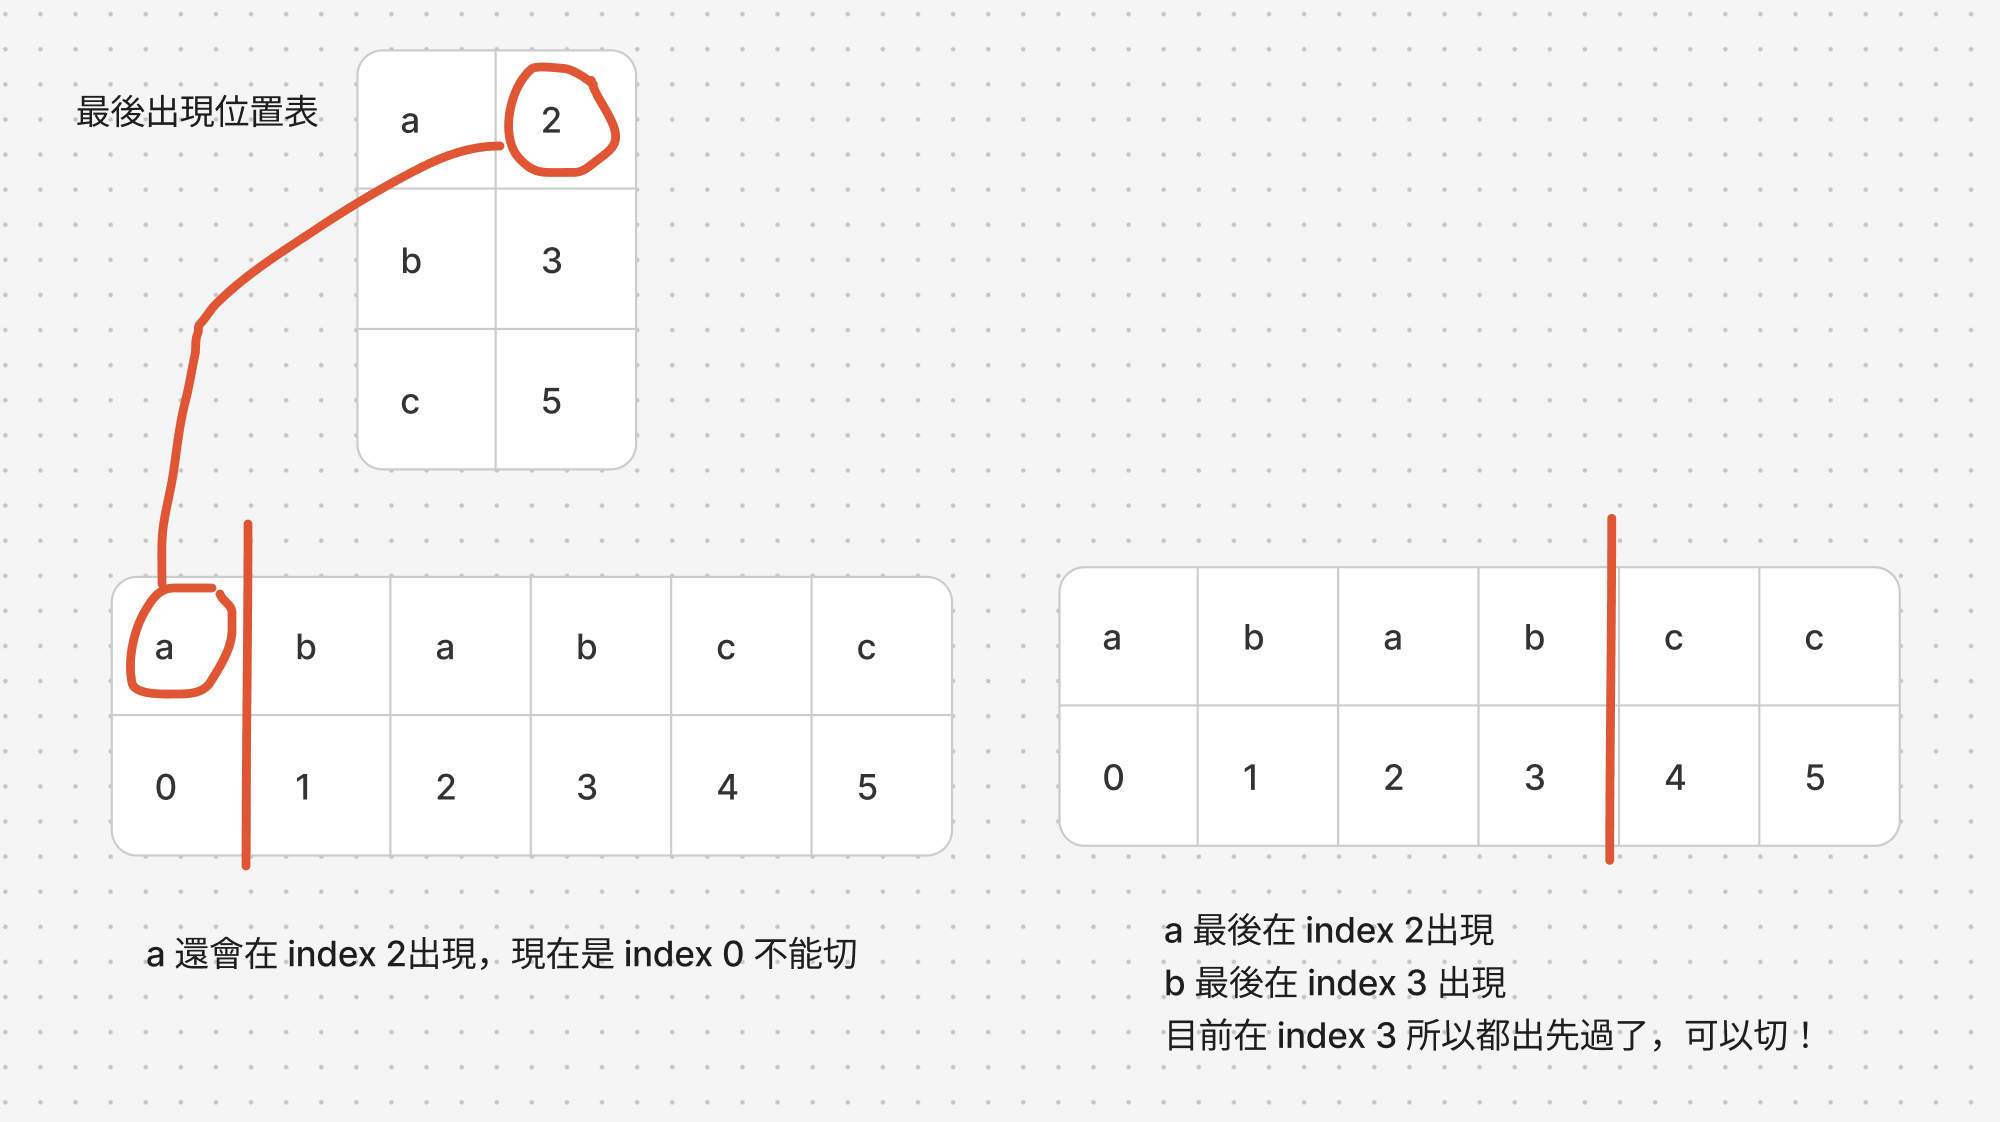 最後出現位置表
a 2
b 3
c 5
a b a b c c
0 1 2 3 4 5
a 還會在 index 2出現，現在是 index 0 不能切
a b a b c c
0 1 2 3 4 5
a 最後在 index 2出現
b 最後在 index 3 出現
目前在 index 3 所以都出先過了，可以切！